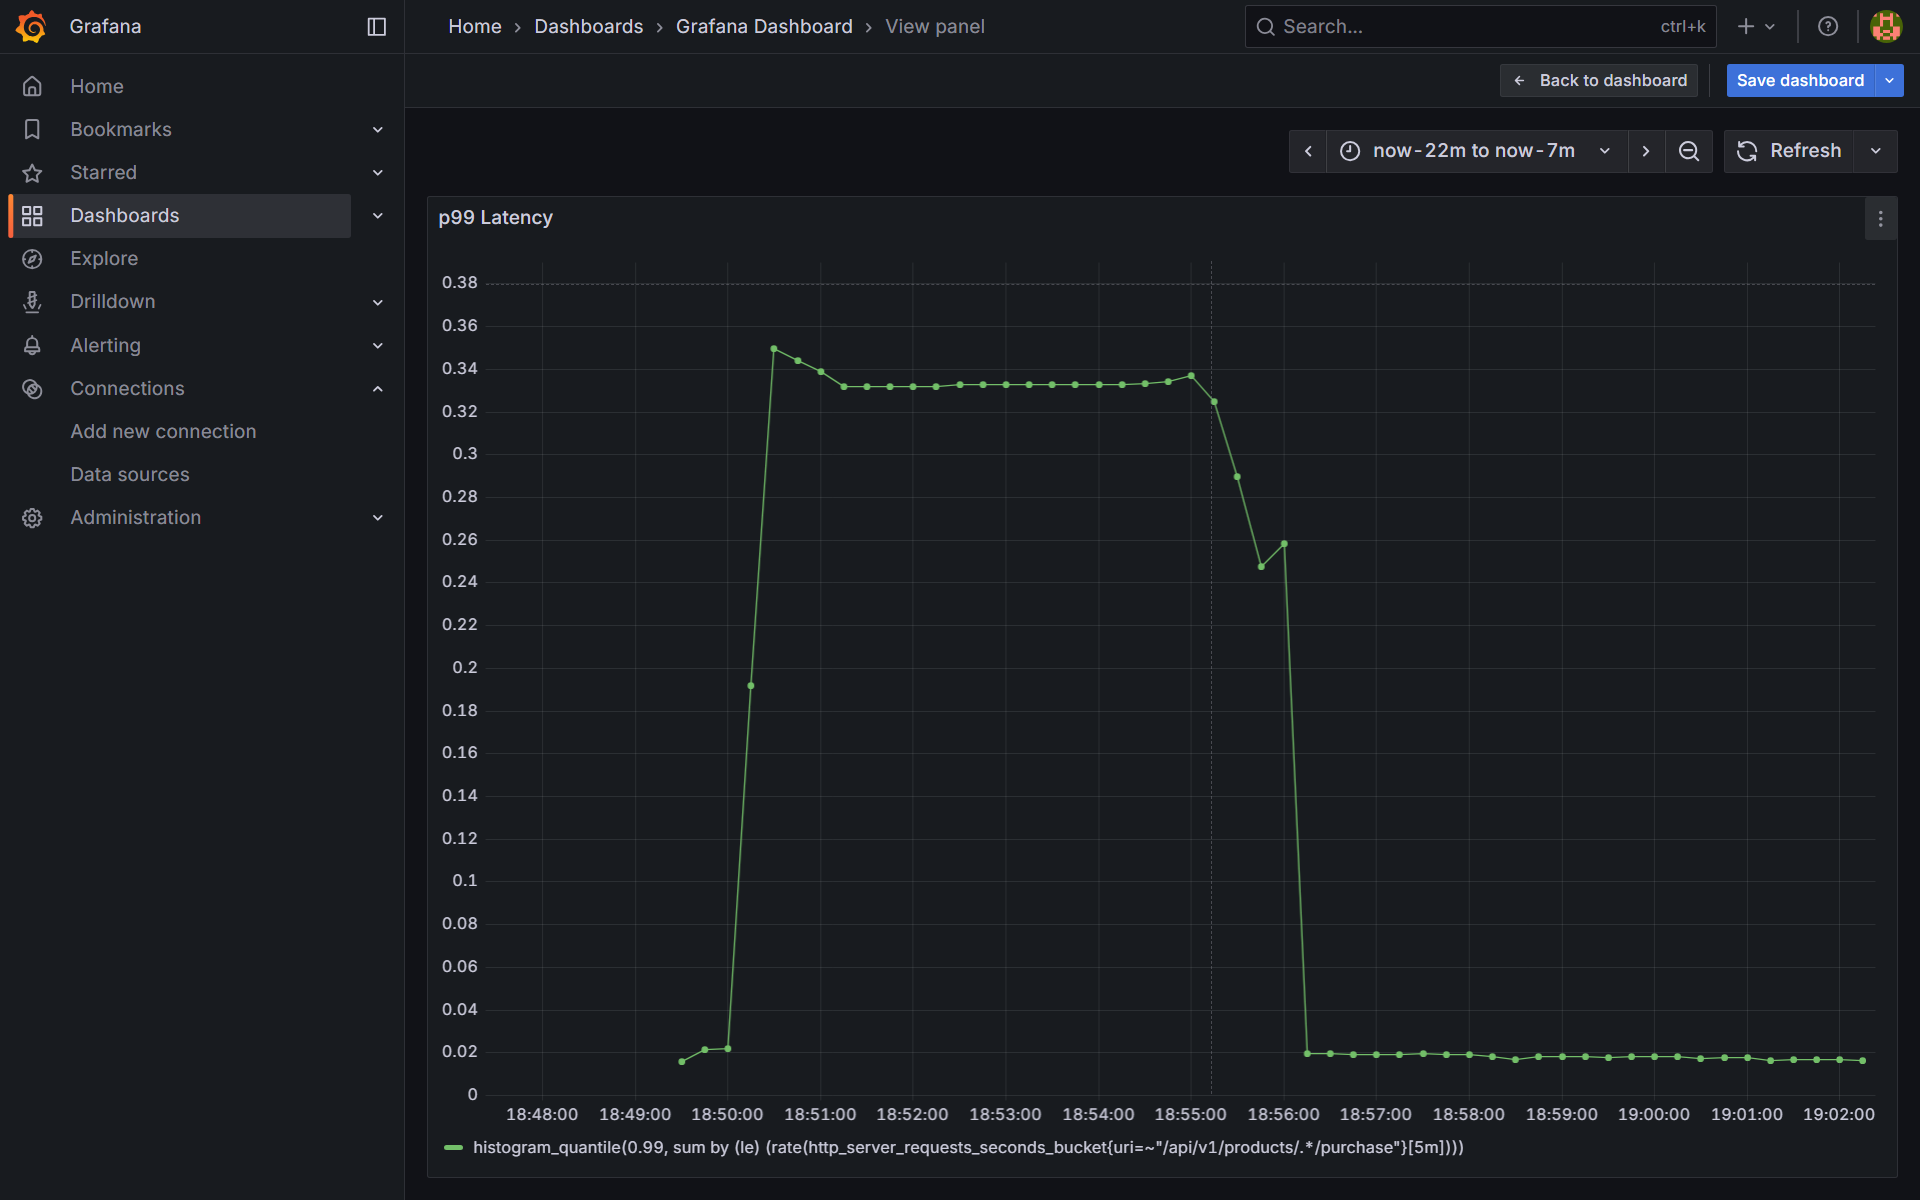 Grafana
Home › Dashboards › Grafana Dashboard › View panel
Search...
ctrl+k
Home
Bookmarks
Starred
Dashboards
Explore
Drilldown
Alerting
Connections
Add new connection
Data sources
Administration
Back to dashboard
Save dashboard
now-22m to now-7m
Refresh
p99 Latency
0.38
0.36
0.34
0.32
0.3
0.28
0.26
0.24
0.22
0.2
0.18
0.16
0.14
0.12
0.1
0.08
0.06
0.04
0.02
0
18:48:00 18:49:00 18:50:00 18:51:00 18:52:00 18:53:00 18:54:00 18:55:00 18:56:00 18:57:00 18:58:00 18:59:00 19:00:00 19:01:00 19:02:00
histogram_quantile(0.99, sum by (le) (rate(http_server_requests_seconds_bucket{uri=~"/api/v1/products/.*/purchase"}[5m])))